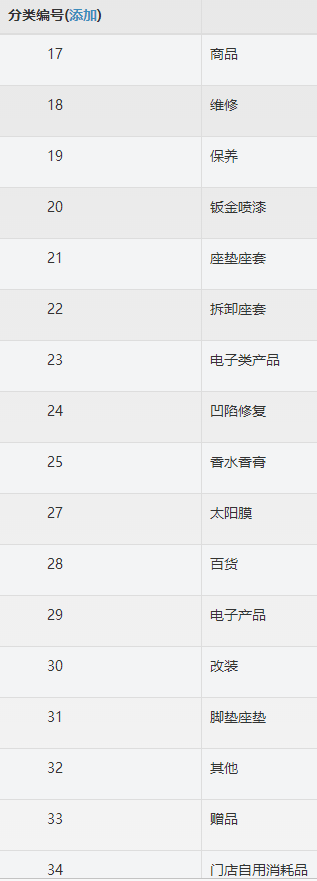 分类编号(添加)
17 商品
18 维修
19 保养
20 钣金喷漆
21 座垫座套
22 拆卸座套
23 电子类产品
24 凹陷修复
25 香水香膏
27 太阳膜
28 百货
29 电子产品
30 改装
31 脚垫座垫
32 其他
33 赠品
34 门店自用消耗品